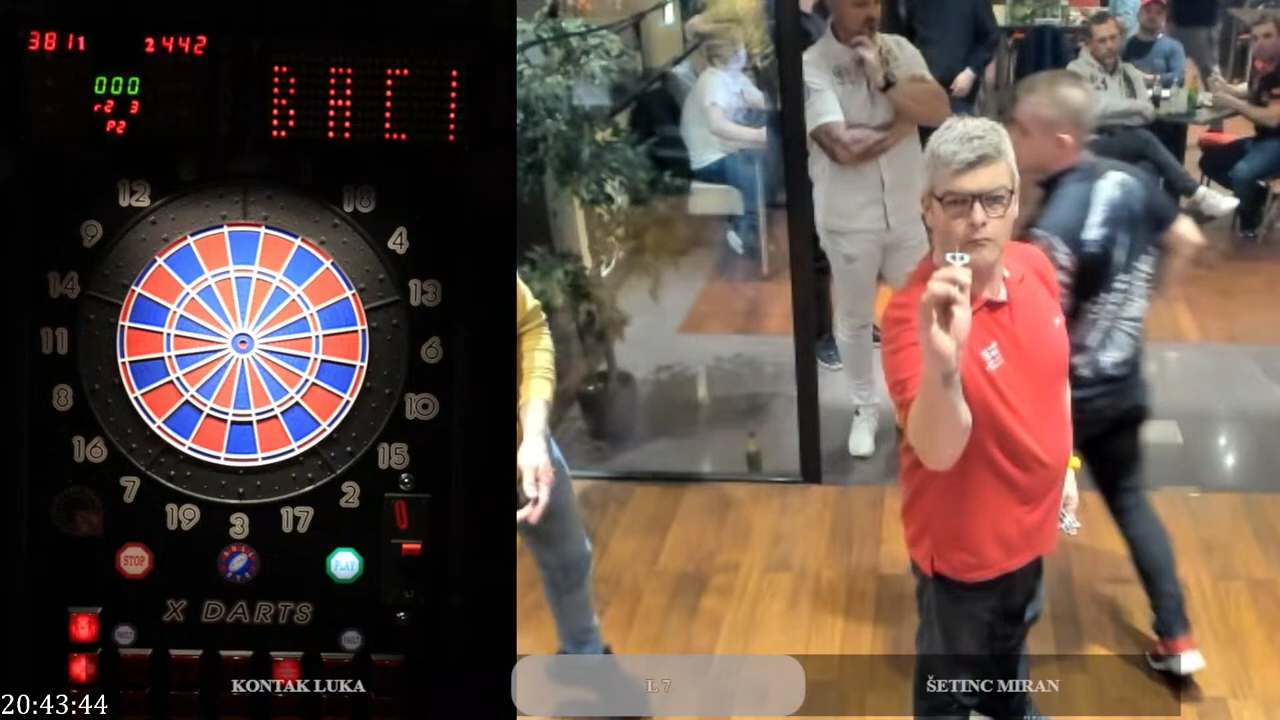 3811 2442
000
r2 3
P2
BACI
12 18
9 4
14 13
11 6
8 10
16 15
7 2
19 3 17
STOP
PLAY
X DARTS
KONTAK LUKA L 7 ŠETINC MIRAN
20:43:44